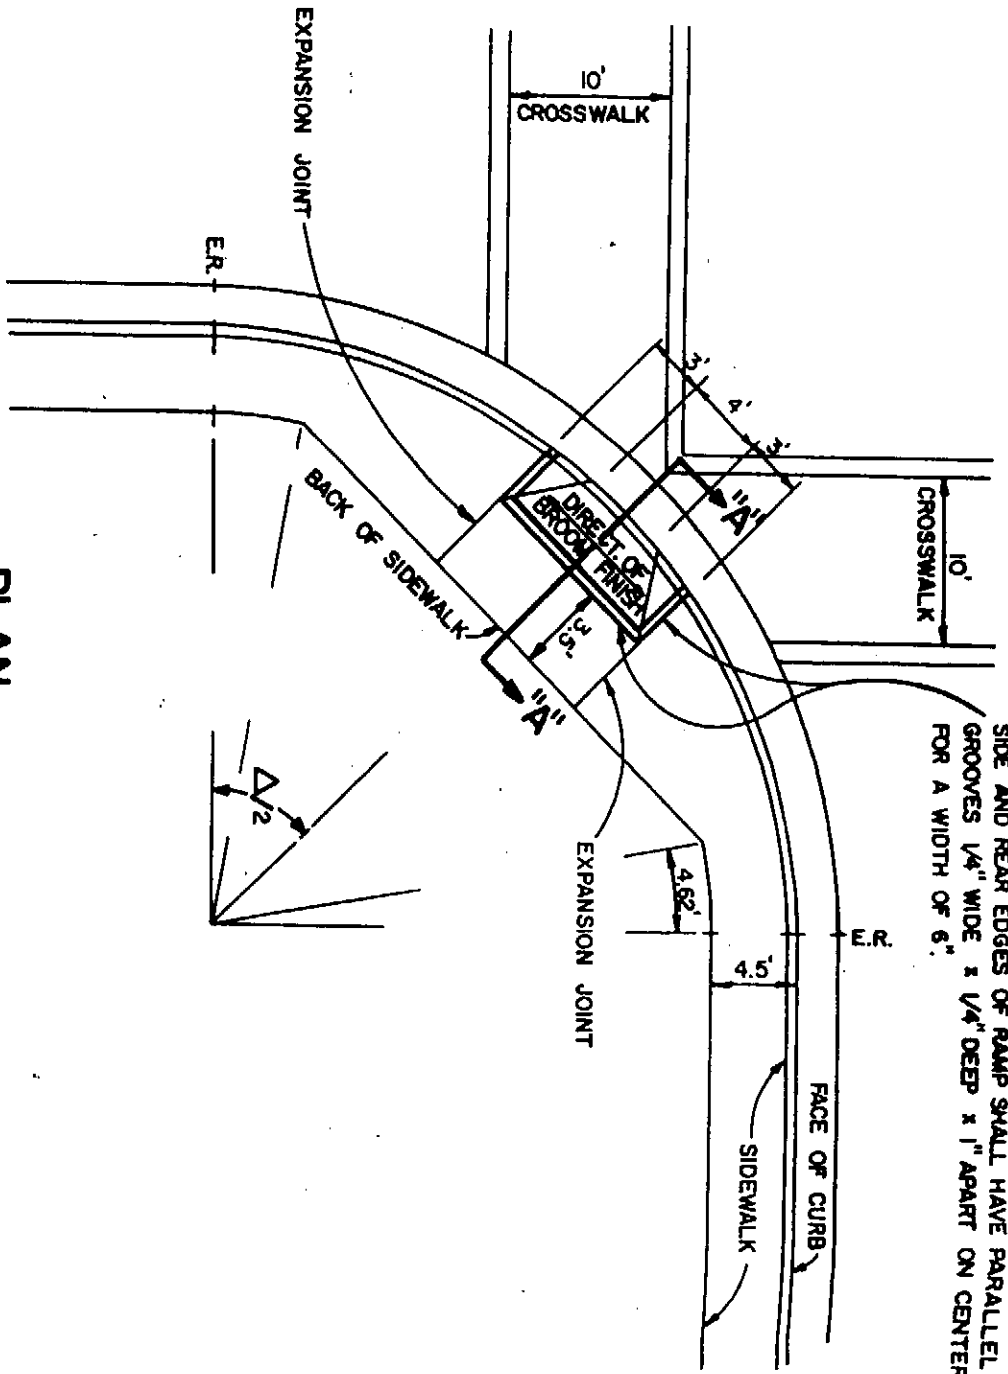 SIDE AND REAR EDGES OF RAMP SHALL HAVE PARALLEL
GROOVES 1/4" WIDE x 1/4" DEEP x 1" APART ON CENTER
FOR A WIDTH OF 6".
10'
CROSSWALK
EXPANSION JOINT
E.R.
3'
4'
3'
"A"
10'
CROSSWALK
DIRECT. OF
BROOM FINISH
BACK OF SIDEWALK
3.5'
"A"
EXPANSION JOINT
4.62'
E.R.
4.5'
FACE OF CURB
SIDEWALK
Δ/2
PLAN